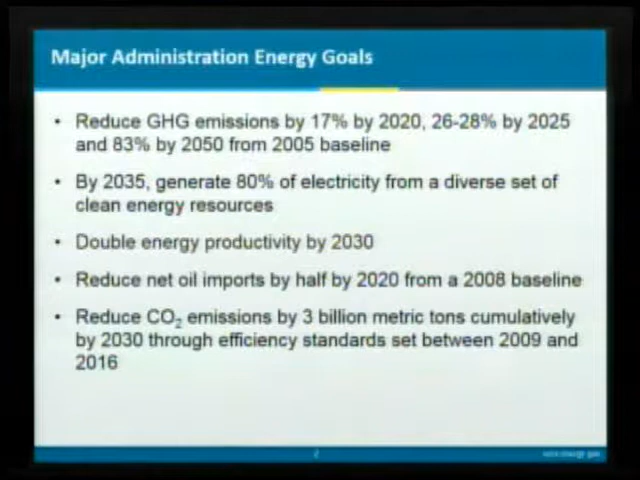 Major Administration Energy Goals
• Reduce GHG emissions by 17% by 2020, 26-28% by 2025
and 83% by 2050 from 2005 baseline
• By 2035, generate 80% of electricity from a diverse set of
clean energy resources
• Double energy productivity by 2030
• Reduce net oil imports by half by 2020 from a 2008 baseline
• Reduce CO₂ emissions by 3 billion metric tons cumulatively
by 2030 through efficiency standards set between 2009 and
2016
2